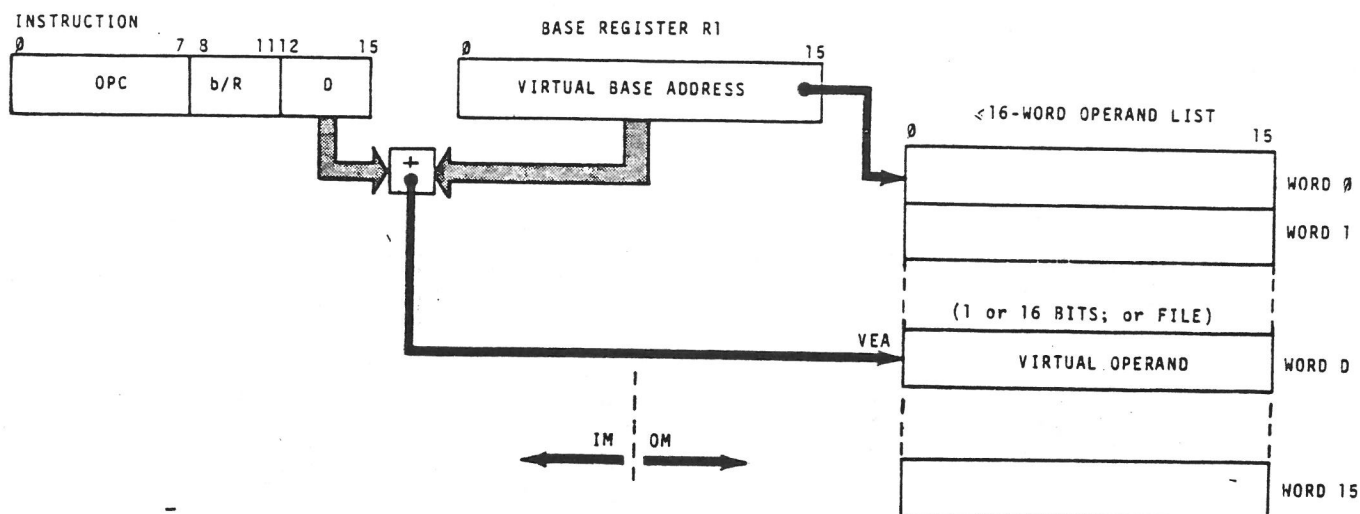 INSTRUCTION
0 7 8 11 12 15
OPC b/R D
BASE REGISTER R1
0 15
VIRTUAL BASE ADDRESS
≤16-WORD OPERAND LIST
0 15
+
WORD 0
WORD 1
(1 or 16 BITS; or FILE)
VEA
VIRTUAL OPERAND
WORD D
IM OM
WORD 15